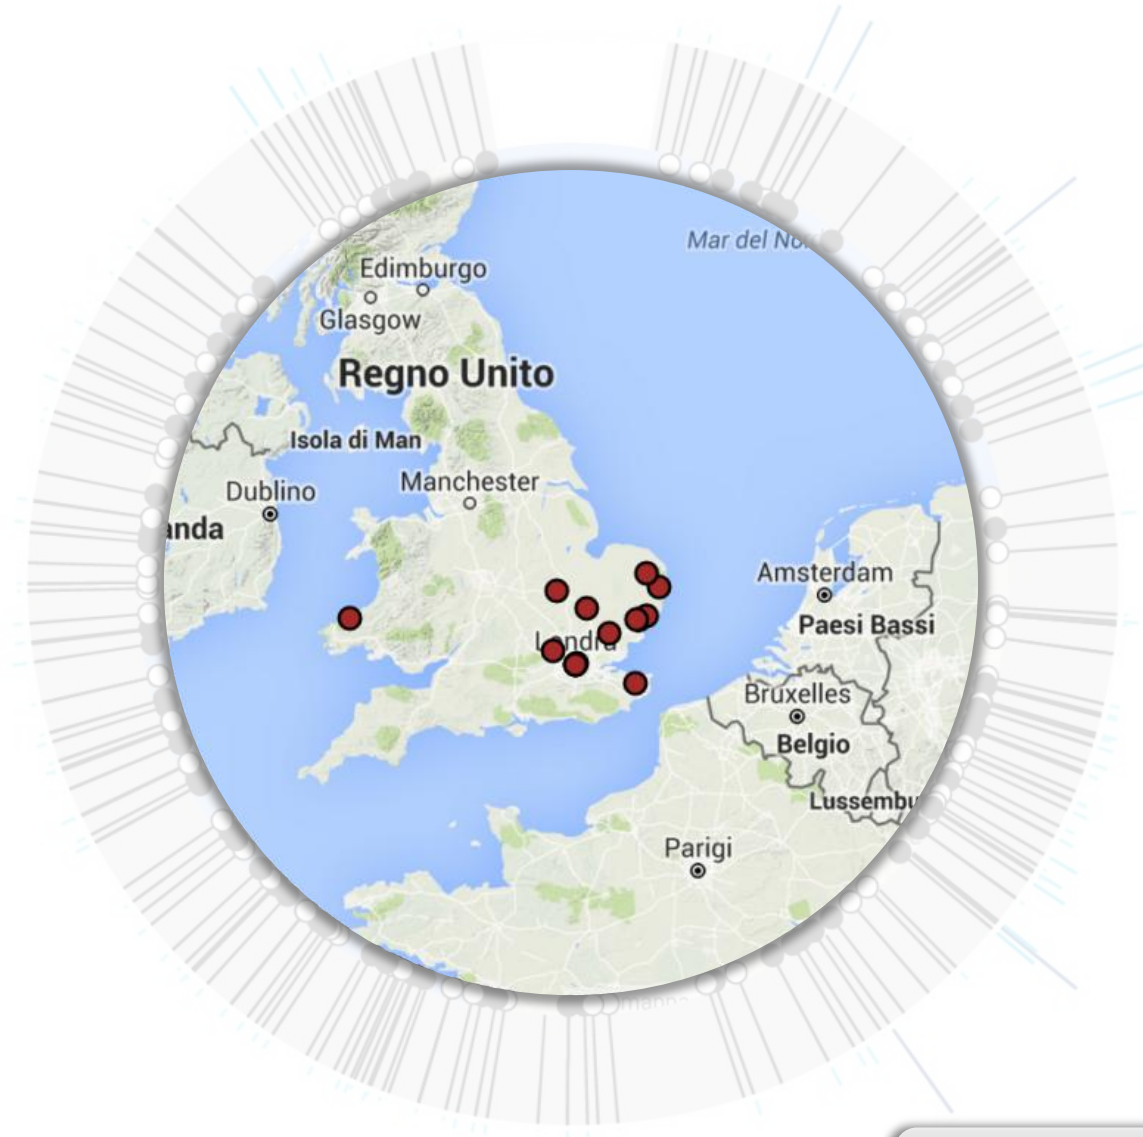 Mar del No
Edimburgo
Glasgow
Regno Unito
Isola di Man
Manchester
Dublino
anda
Amsterdam
Paesi Bassi
Londra
Bruxelles
Belgio
Lussembu
Parigi